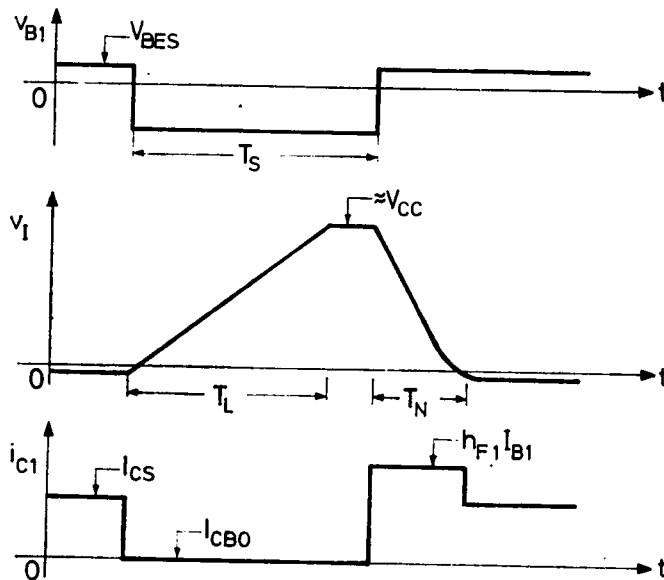 v_B1
V_BES
0
t
T_S
v_I
≈V_CC
0
t
T_L
T_N
i_C1
I_CS
h_F1 I_B1
I_CBO
0
t